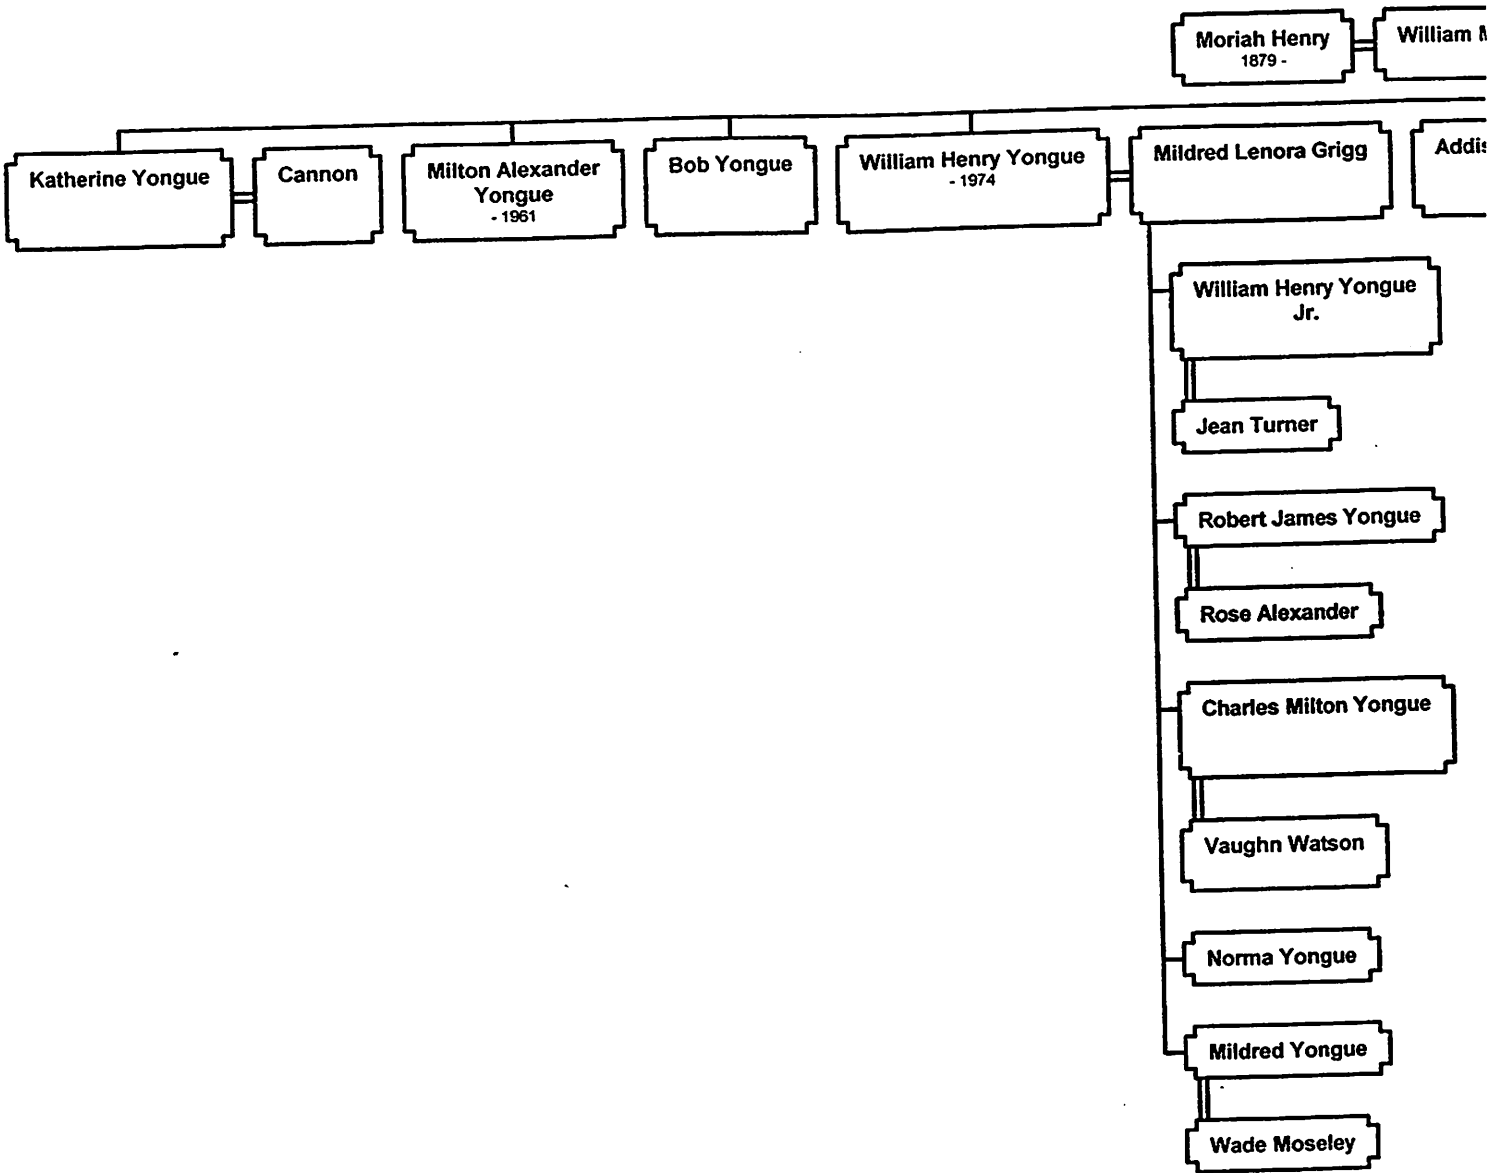 Moriah Henry
1879 -
William
Katherine Yongue
Cannon
Milton Alexander
Yongue
- 1961
Bob Yongue
William Henry Yongue
- 1974
Mildred Lenora Grigg
William Henry Yongue
Jr.
Jean Turner
Robert James Yongue
Rose Alexander
Charles Milton Yongue
Vaughn Watson
Norma Yongue
Mildred Yongue
Wade Moseley